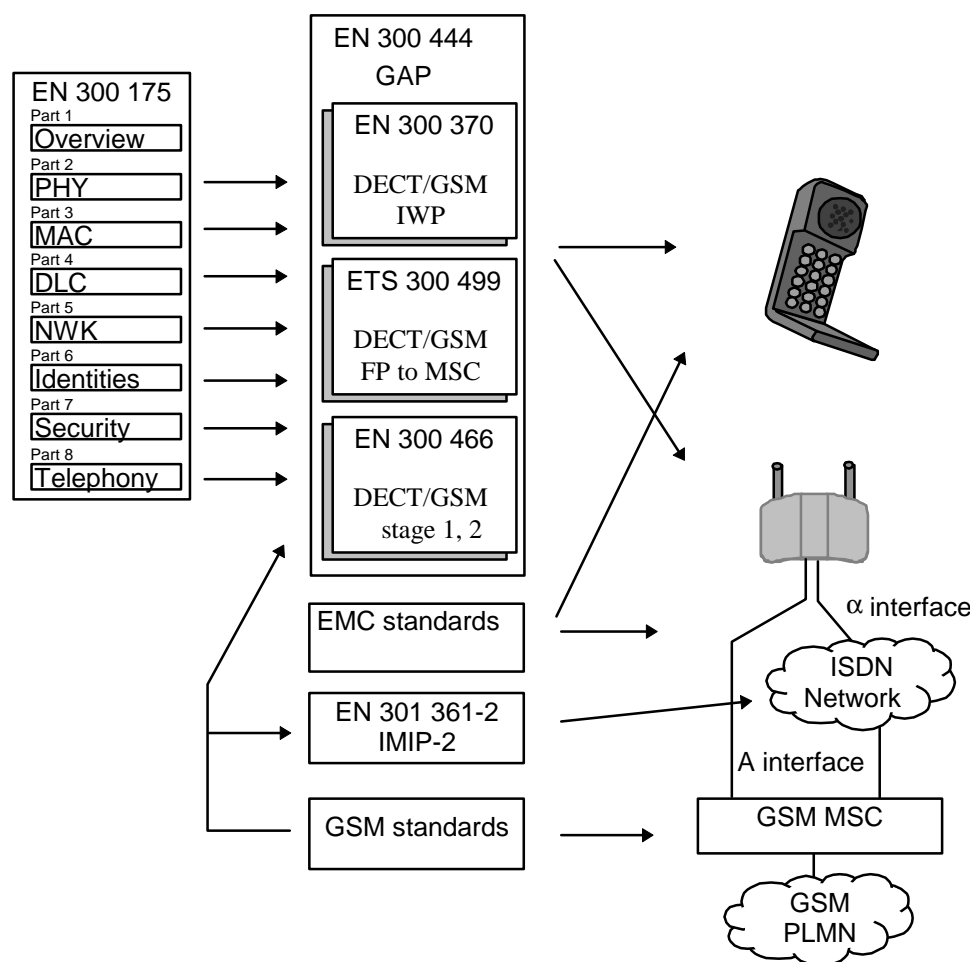 EN 300 175
Part 1
Overview
Part 2
PHY
Part 3
MAC
Part 4
DLC
Part 5
NWK
Part 6
Identities
Part 7
Security
Part 8
Telephony
EN 300 444
GAP
EN 300 370
DECT/GSM
IWP
ETS 300 499
DECT/GSM
FP to MSC
EN 300 466
DECT/GSM
stage 1, 2
EMC standards
EN 301 361-2
IMIP-2
GSM standards
α interface
ISDN
Network
A interface
GSM MSC
GSM
PLMN